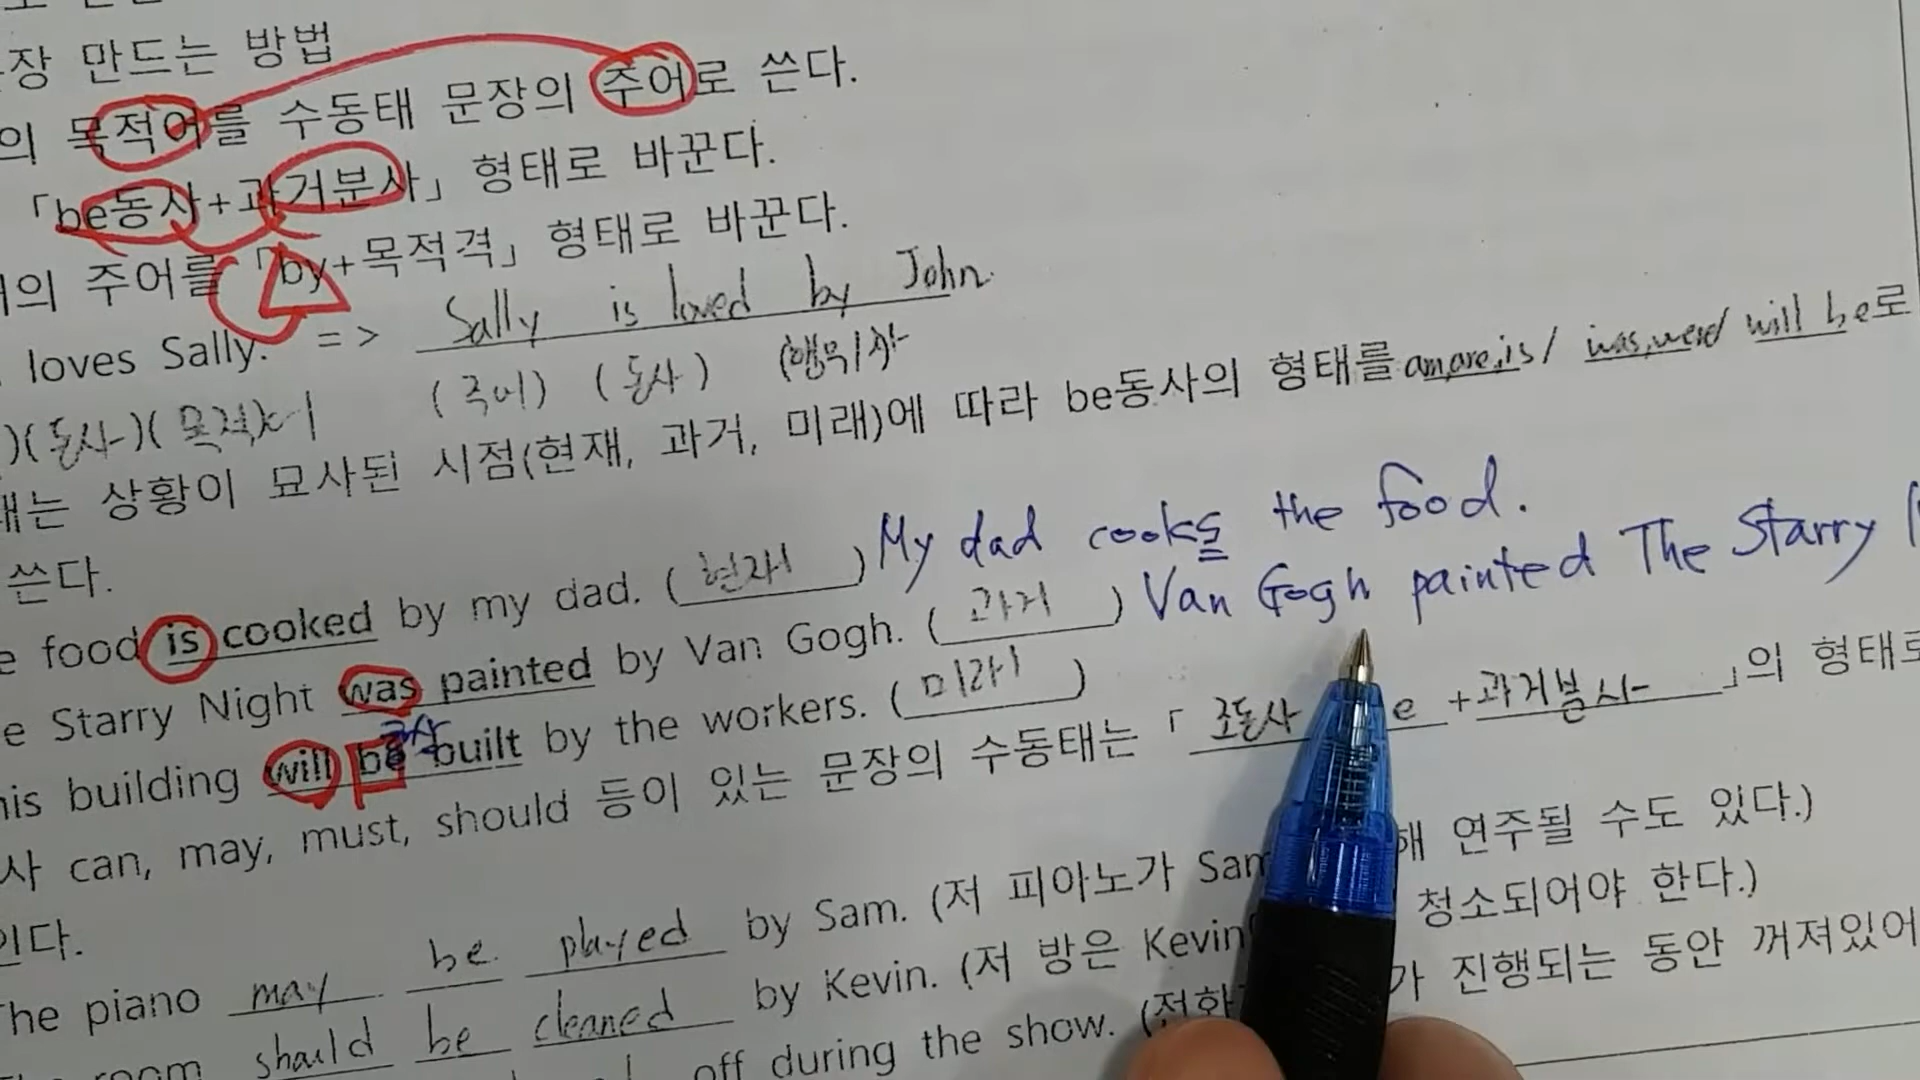 장 만드는 방법
의 목적어를 수동태 문장의 주어로 쓴다.
「be동사+과거분사」 형태로 바꾼다.
의 주어를 「by+목적격」 형태로 바꾼다.
loves Sally. => Sally is loved by John.
)(동사)( 목적어 (주어) (동사) (행위자
는 상황이 묘사된 시점(현재, 과거, 미래)에 따라 be동사의 형태를 am,are,is/ was,were/ will be로
쓴다.
e food is cooked by my dad. (현재) My dad cooks the food.
e Starry Night was painted by Van Gogh. (과거) Van Gogh painted The Starry
his building will be built by the workers. (미래)
사 can, may, must, should 등이 있는 문장의 수동태는 「조동사 e +과거분사」의 형태로
인다.
The piano may be played by Sam. (저 피아노가 Sam 해 연주될 수도 있다.)
room should be cleaned by Kevin. (저 방은 Kevin 청소되어야 한다.)
off during the show. (전화 가 진행되는 동안 꺼져있어